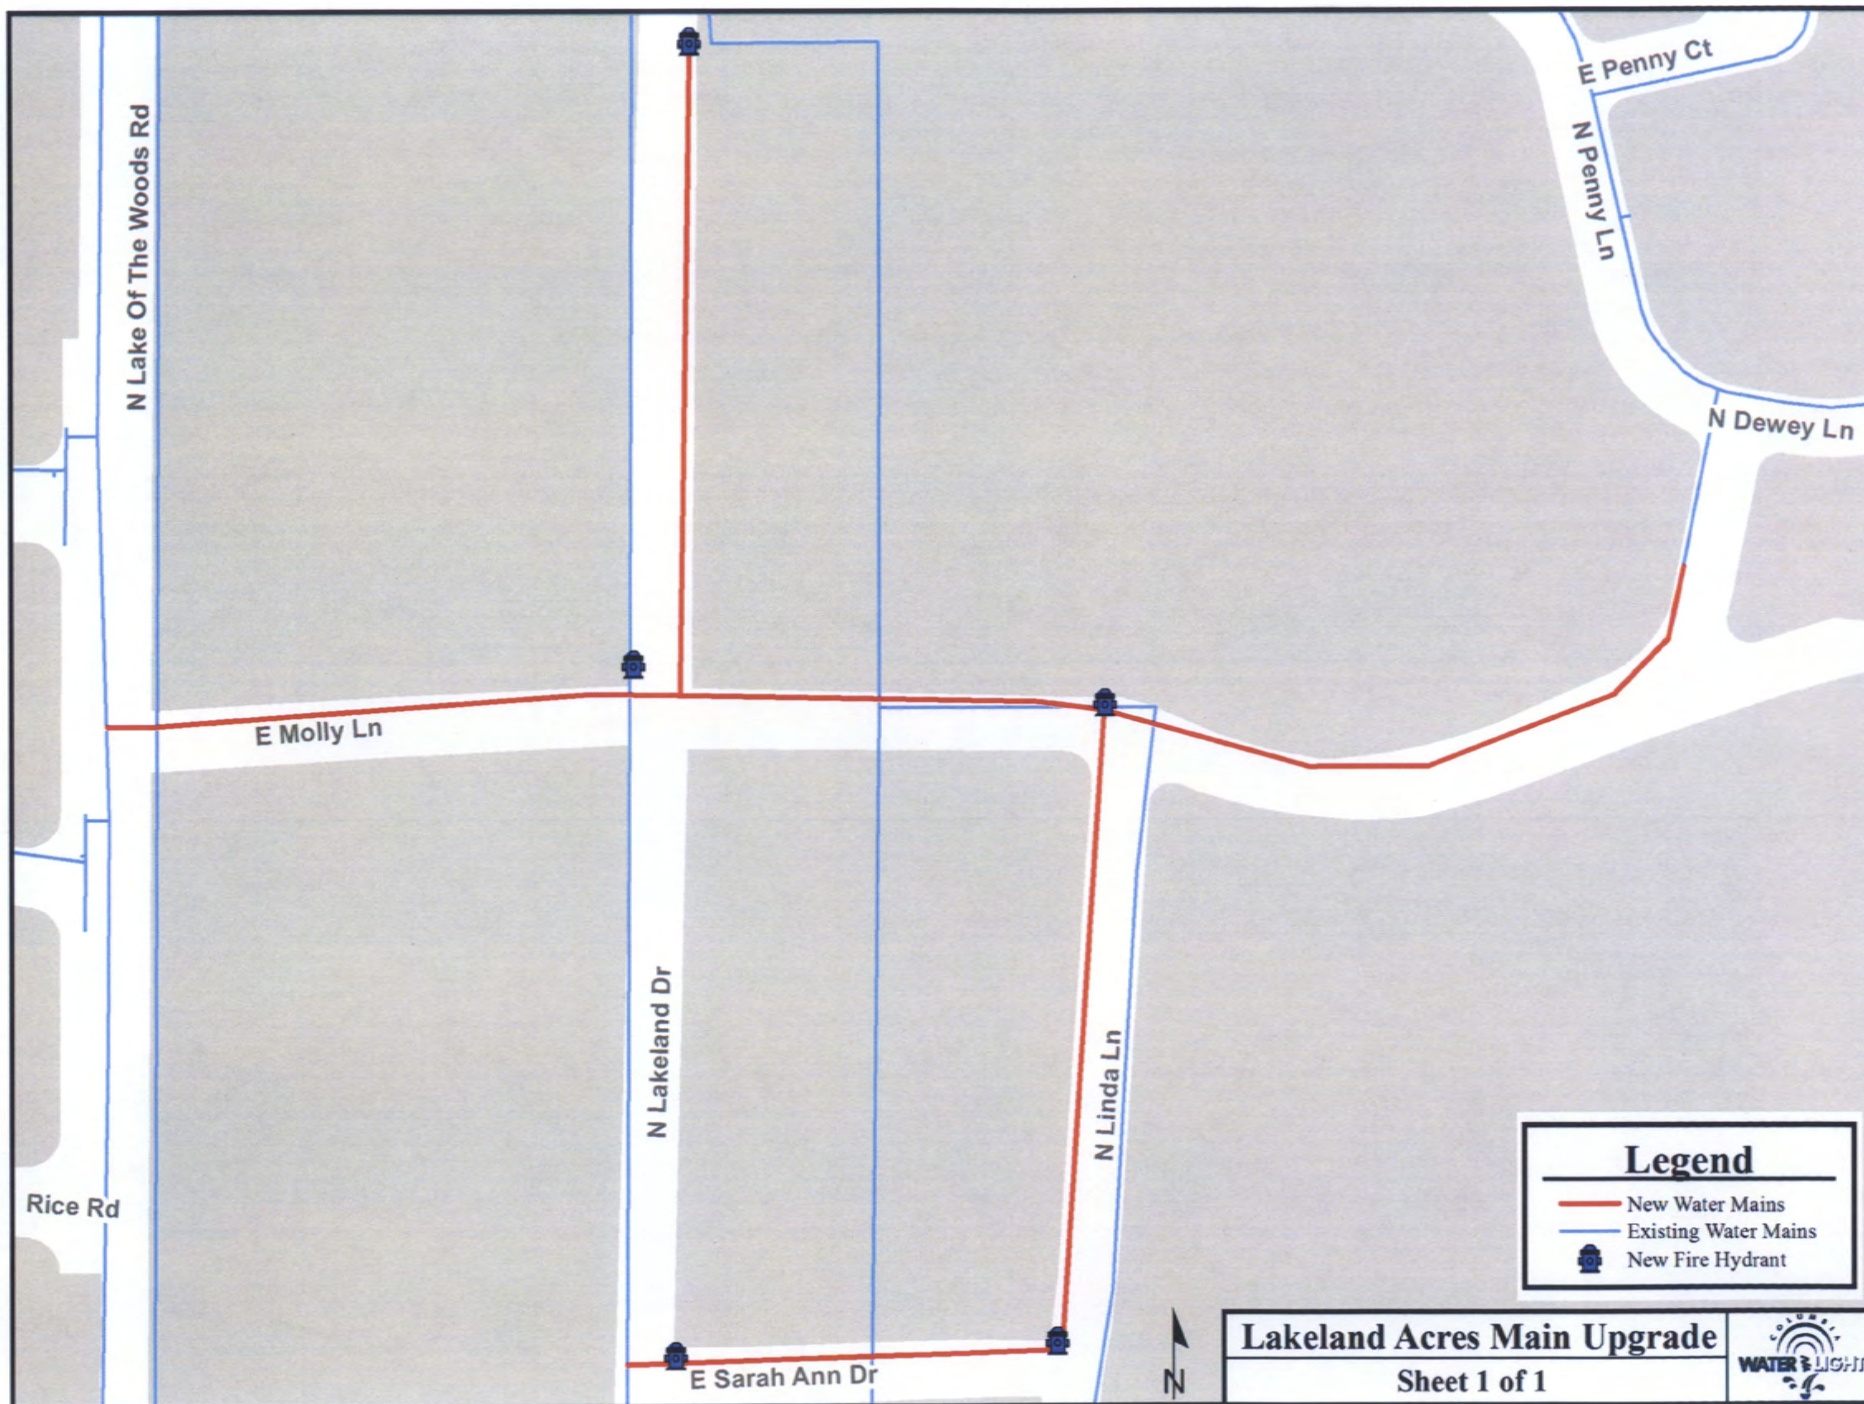 E Penny Ct
N Penny Ln
N Lake Of The Woods Rd
N Dewey Ln
E Molly Ln
N Lakeland Dr
N Linda Ln
Rice Rd
E Sarah Ann Dr
Legend
New Water Mains
Existing Water Mains
New Fire Hydrant
N
Lakeland Acres Main Upgrade
Sheet 1 of 1
COLUMBIA
WATER & LIGHT